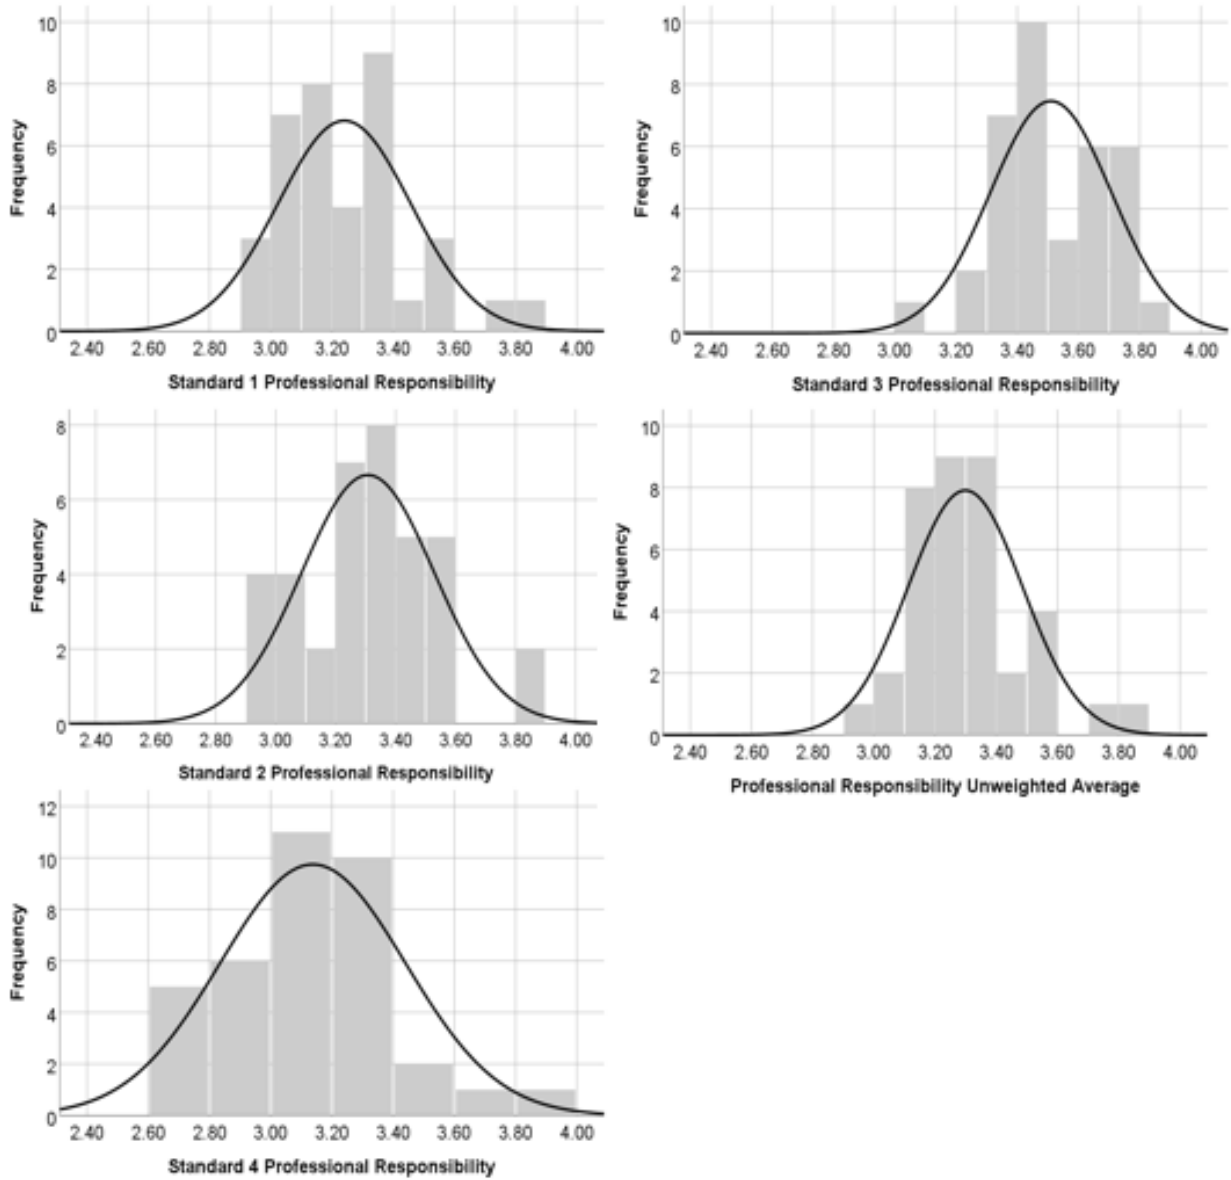 10
8
6
4
2
0
Frequency
2.40 2.60 2.80 3.00 3.20 3.40 3.60 3.80 4.00
Standard 1 Professional Responsibility
10
8
6
4
2
0
Frequency
2.40 2.60 2.80 3.00 3.20 3.40 3.60 3.80 4.00
Standard 3 Professional Responsibility
8
6
4
2
0
Frequency
2.40 2.60 2.80 3.00 3.20 3.40 3.60 3.80 4.00
Standard 2 Professional Responsibility
10
8
6
4
2
0
Frequency
2.40 2.60 2.80 3.00 3.20 3.40 3.60 3.80 4.00
Professional Responsibility Unweighted Average
12
10
8
6
4
2
0
Frequency
2.40 2.60 2.80 3.00 3.20 3.40 3.60 3.80 4.00
Standard 4 Professional Responsibility